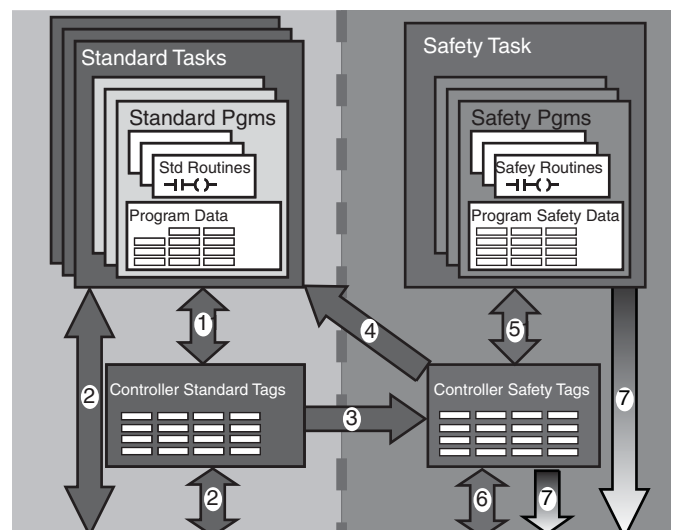 Standard Tasks
Standard Pgms
Std Routines
Program Data
Safety Task
Safety Pgms
Safey Routines
Program Safety Data
1
4
5
2
Controller Standard Tags
3
Controller Safety Tags
7
2
6
7